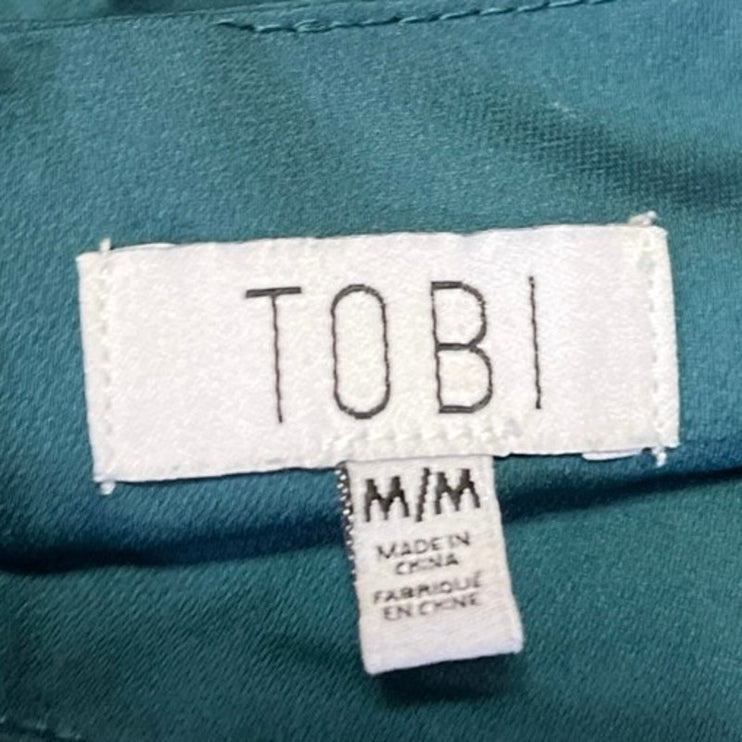 TOBI
M/M
MADE IN
CHINA
FABRIQUÉ
EN CHINE